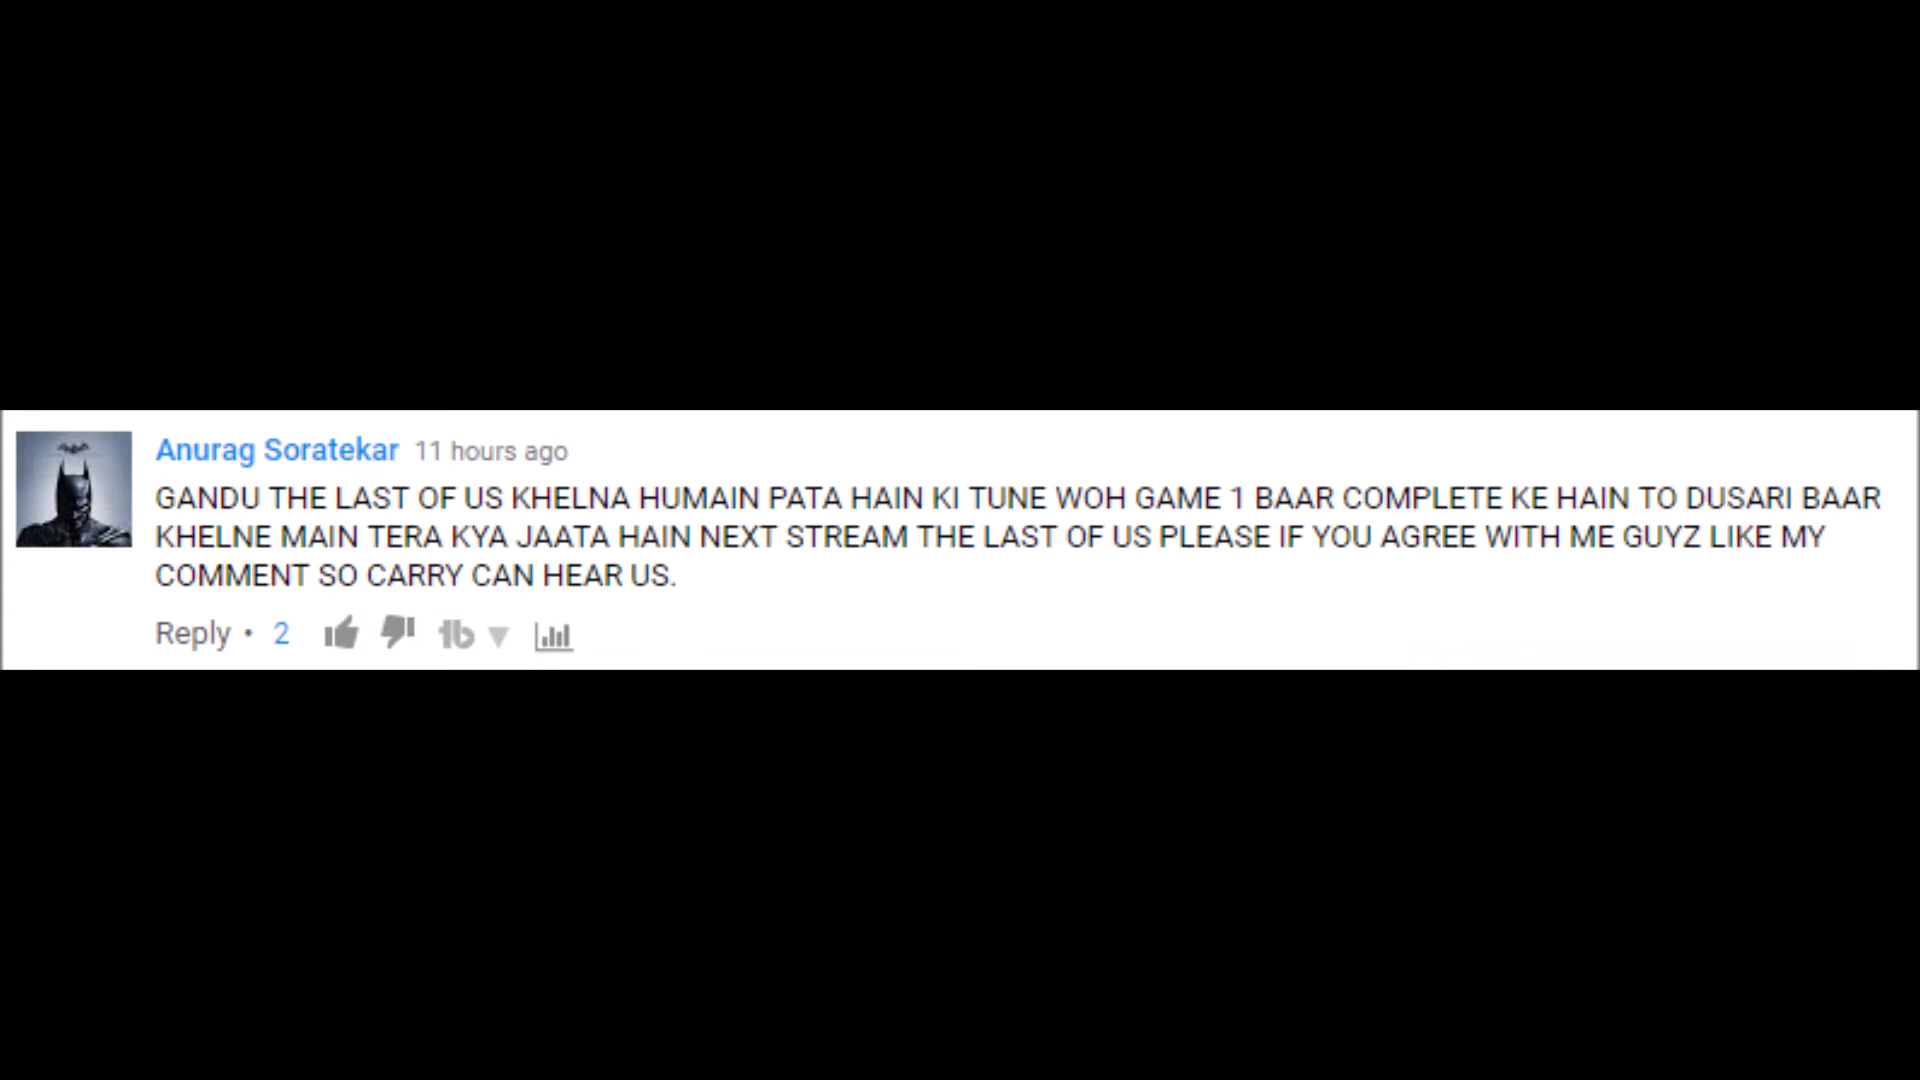 Anurag Soratekar 11 hours ago
GANDU THE LAST OF US KHELNA HUMAIN PATA HAIN KI TUNE WOH GAME 1 BAAR COMPLETE KE HAIN TO DUSARI BAAR
KHELNE MAIN TERA KYA JAATA HAIN NEXT STREAM THE LAST OF US PLEASE IF YOU AGREE WITH ME GUYZ LIKE MY
COMMENT SO CARRY CAN HEAR US.
Reply • 2